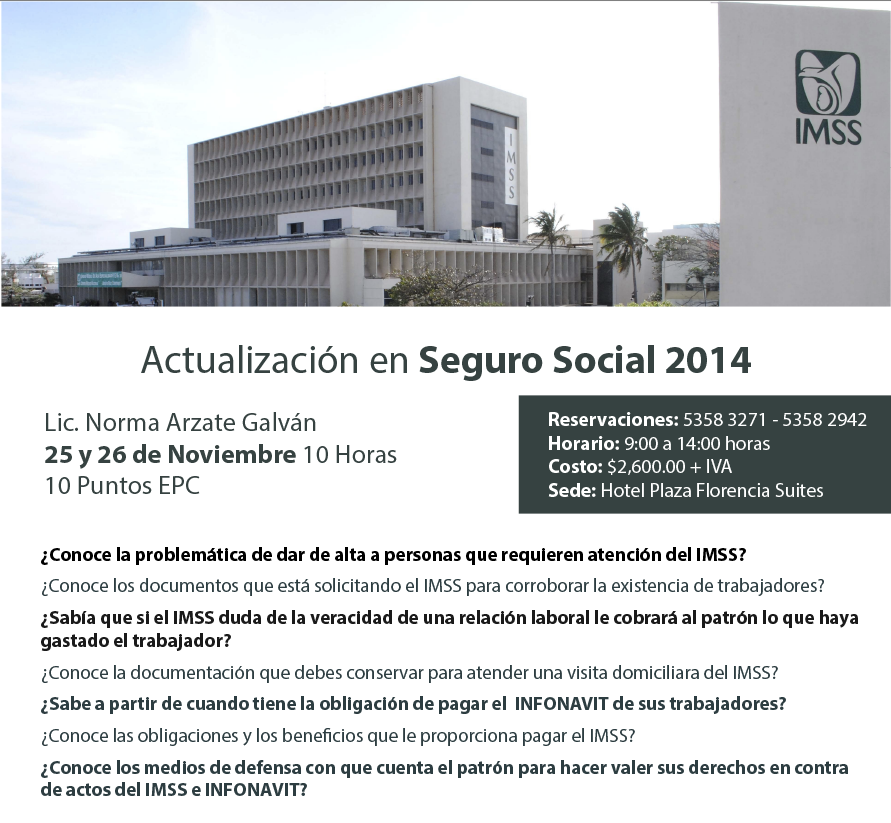 IMSS
IMSS
Actualización en Seguro Social 2014
Lic. Norma Arzate Galván
25 y 26 de Noviembre 10 Horas
10 Puntos EPC
Reservaciones: 5358 3271 - 5358 2942
Horario: 9:00 a 14:00 horas
Costo: $2,600.00 + IVA
Sede: Hotel Plaza Florencia Suites
¿Conoce la problemática de dar de alta a personas que requieren atención del IMSS?
¿Conoce los documentos que está solicitando el IMSS para corroborar la existencia de trabajadores?
¿Sabía que si el IMSS duda de la veracidad de una relación laboral le cobrará al patrón lo que haya
gastado el trabajador?
¿Conoce la documentación que debes conservar para atender una visita domiciliara del IMSS?
¿Sabe a partir de cuando tiene la obligación de pagar el INFONAVIT de sus trabajadores?
¿Conoce las obligaciones y los beneficios que le proporciona pagar el IMSS?
¿Conoce los medios de defensa con que cuenta el patrón para hacer valer sus derechos en contra
de actos del IMSS e INFONAVIT?